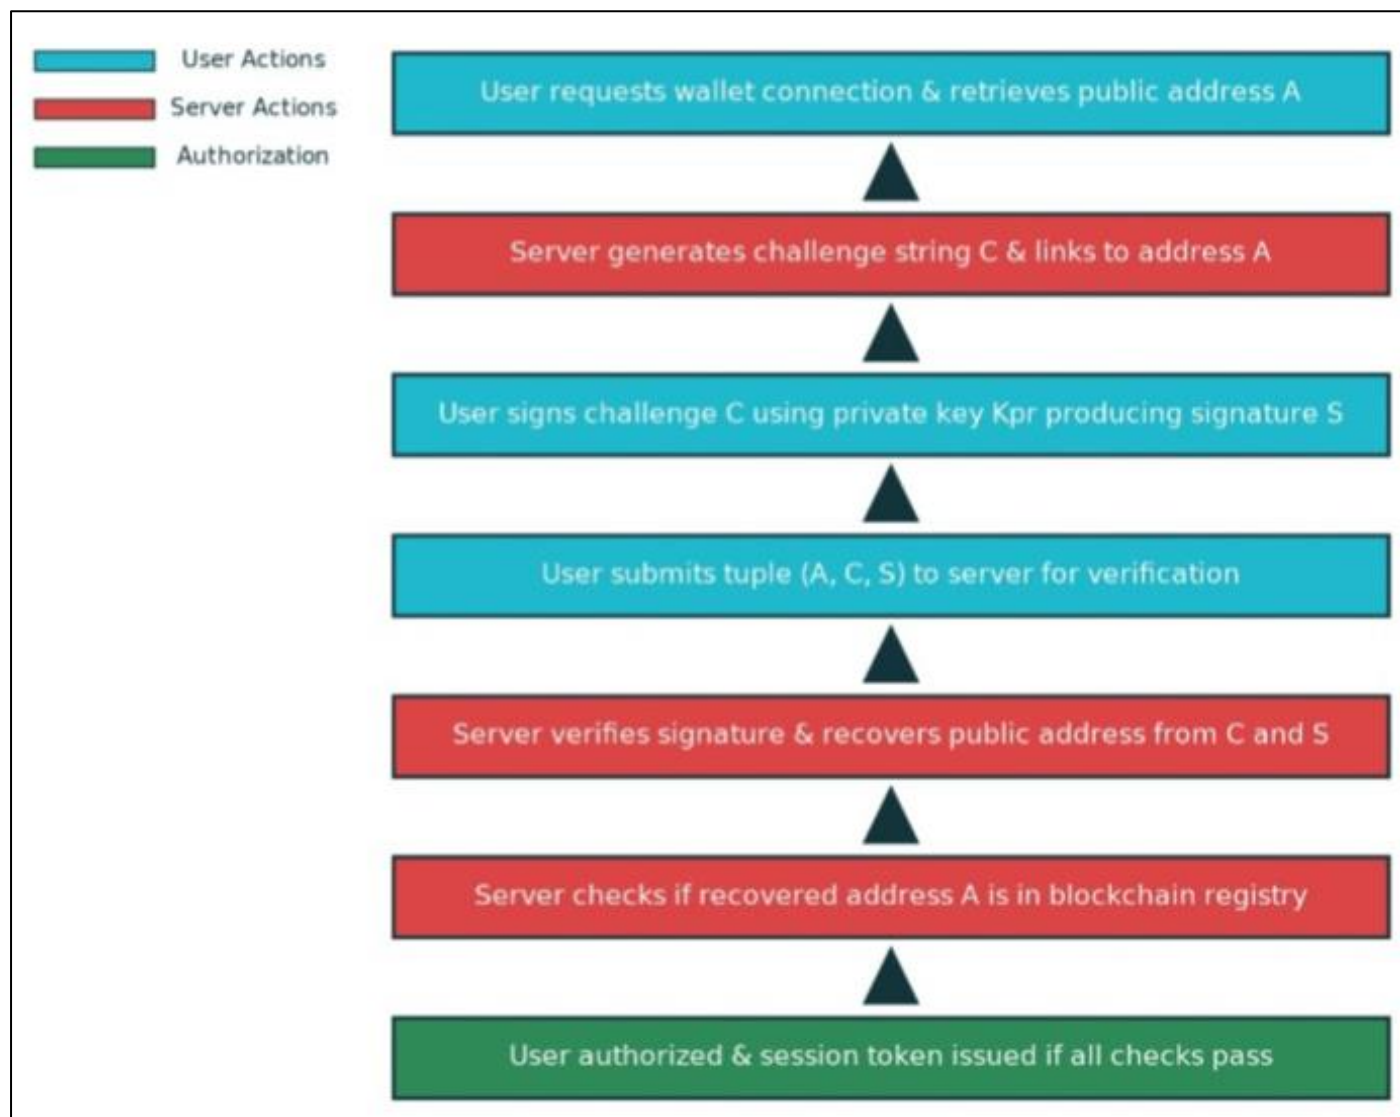 User Actions
Server Actions
Authorization
User requests wallet connection & retrieves public address A
Server generates challenge string C & links to address A
User signs challenge C using private key Kpr producing signature S
User submits tuple (A, C, S) to server for verification
Server verifies signature & recovers public address from C and S
Server checks if recovered address A is in blockchain registry
User authorized & session token issued if all checks pass